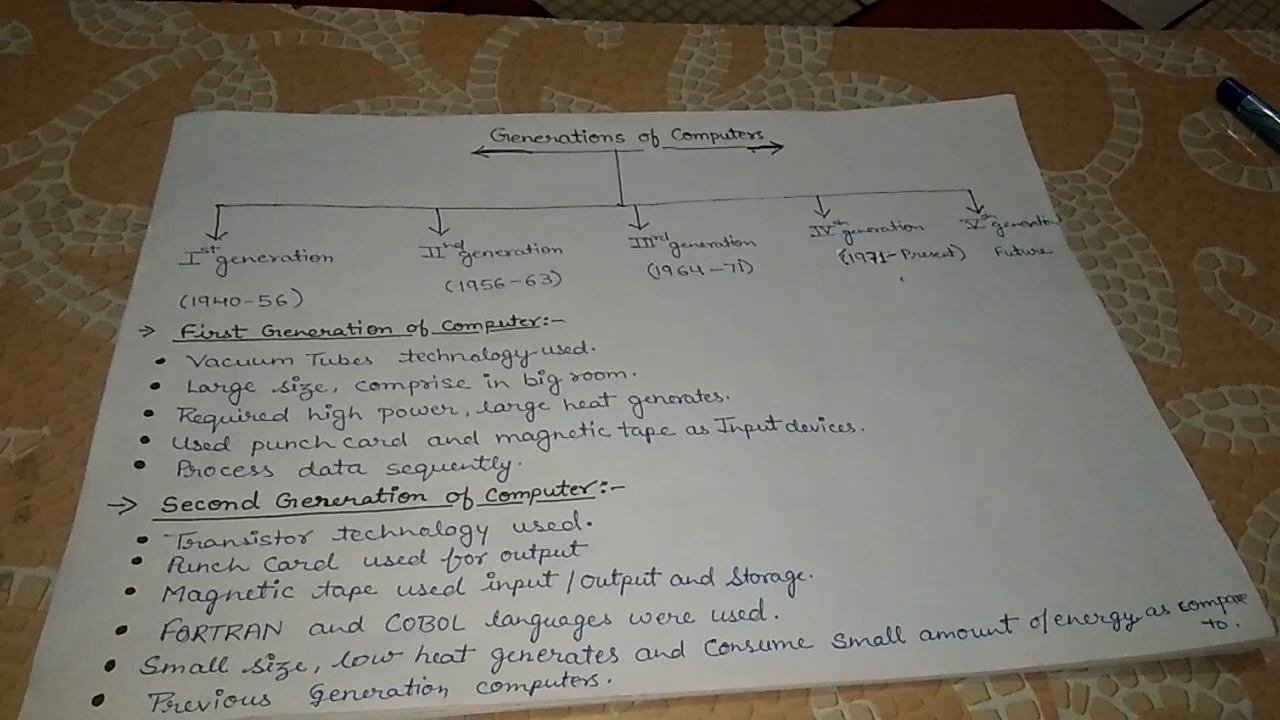 Generations of Computers
Ist generation
(1940-56)
IInd generation
(1956-63)
IIIrd generation
(1964-71)
IVth generation
(1971-Present)
Vth generation
Future
→ First Generation of Computer:-
• Vacuum Tubes technology used.
• Large size, comprise in big room.
• Required high power, large heat generates.
• Used punch card and magnetic tape as Input devices.
• Process data sequently.
→ Second Generation of Computer:-
• Transistor technology used.
• Punch Card used for output
• Magnetic tape used input / output and Storage.
• FORTRAN and COBOL languages were used.
• Small size, low heat generates and Consume Small amount of energy as compare to.
• Previous Generation computers.